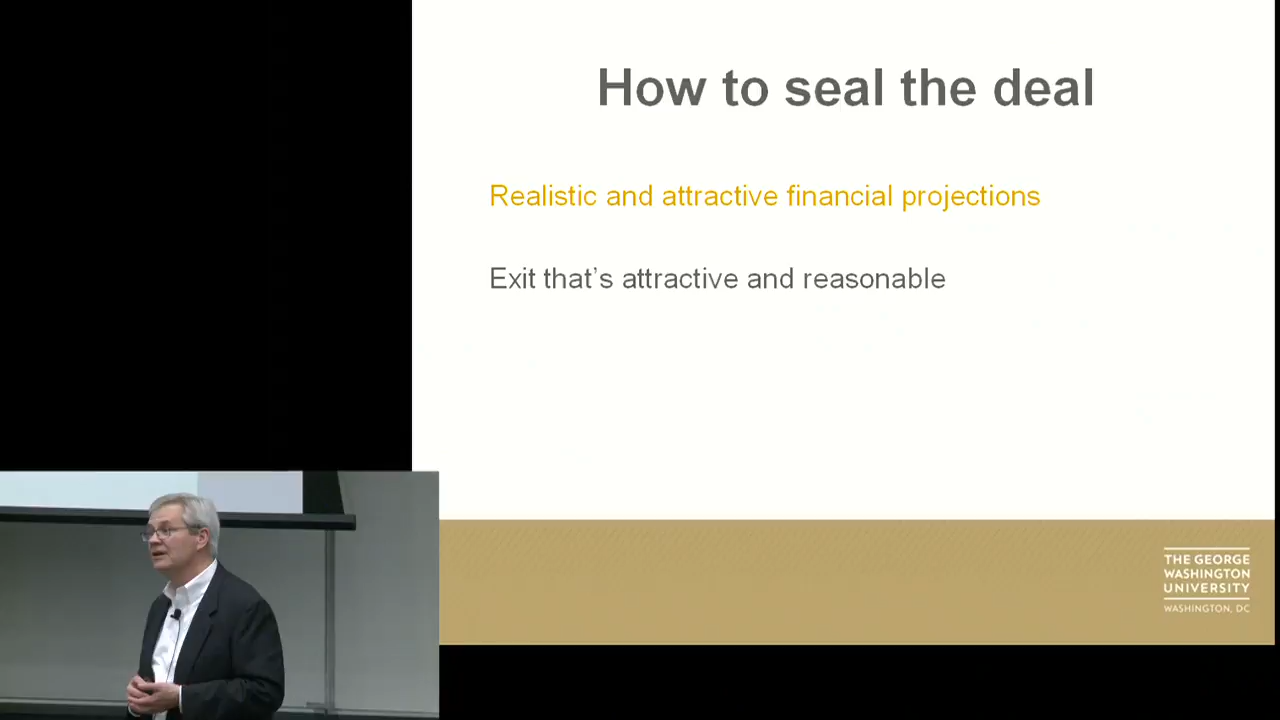 How to seal the deal
Realistic and attractive financial projections
Exit that’s attractive and reasonable
THE GEORGE
WASHINGTON
UNIVERSITY
WASHINGTON, DC